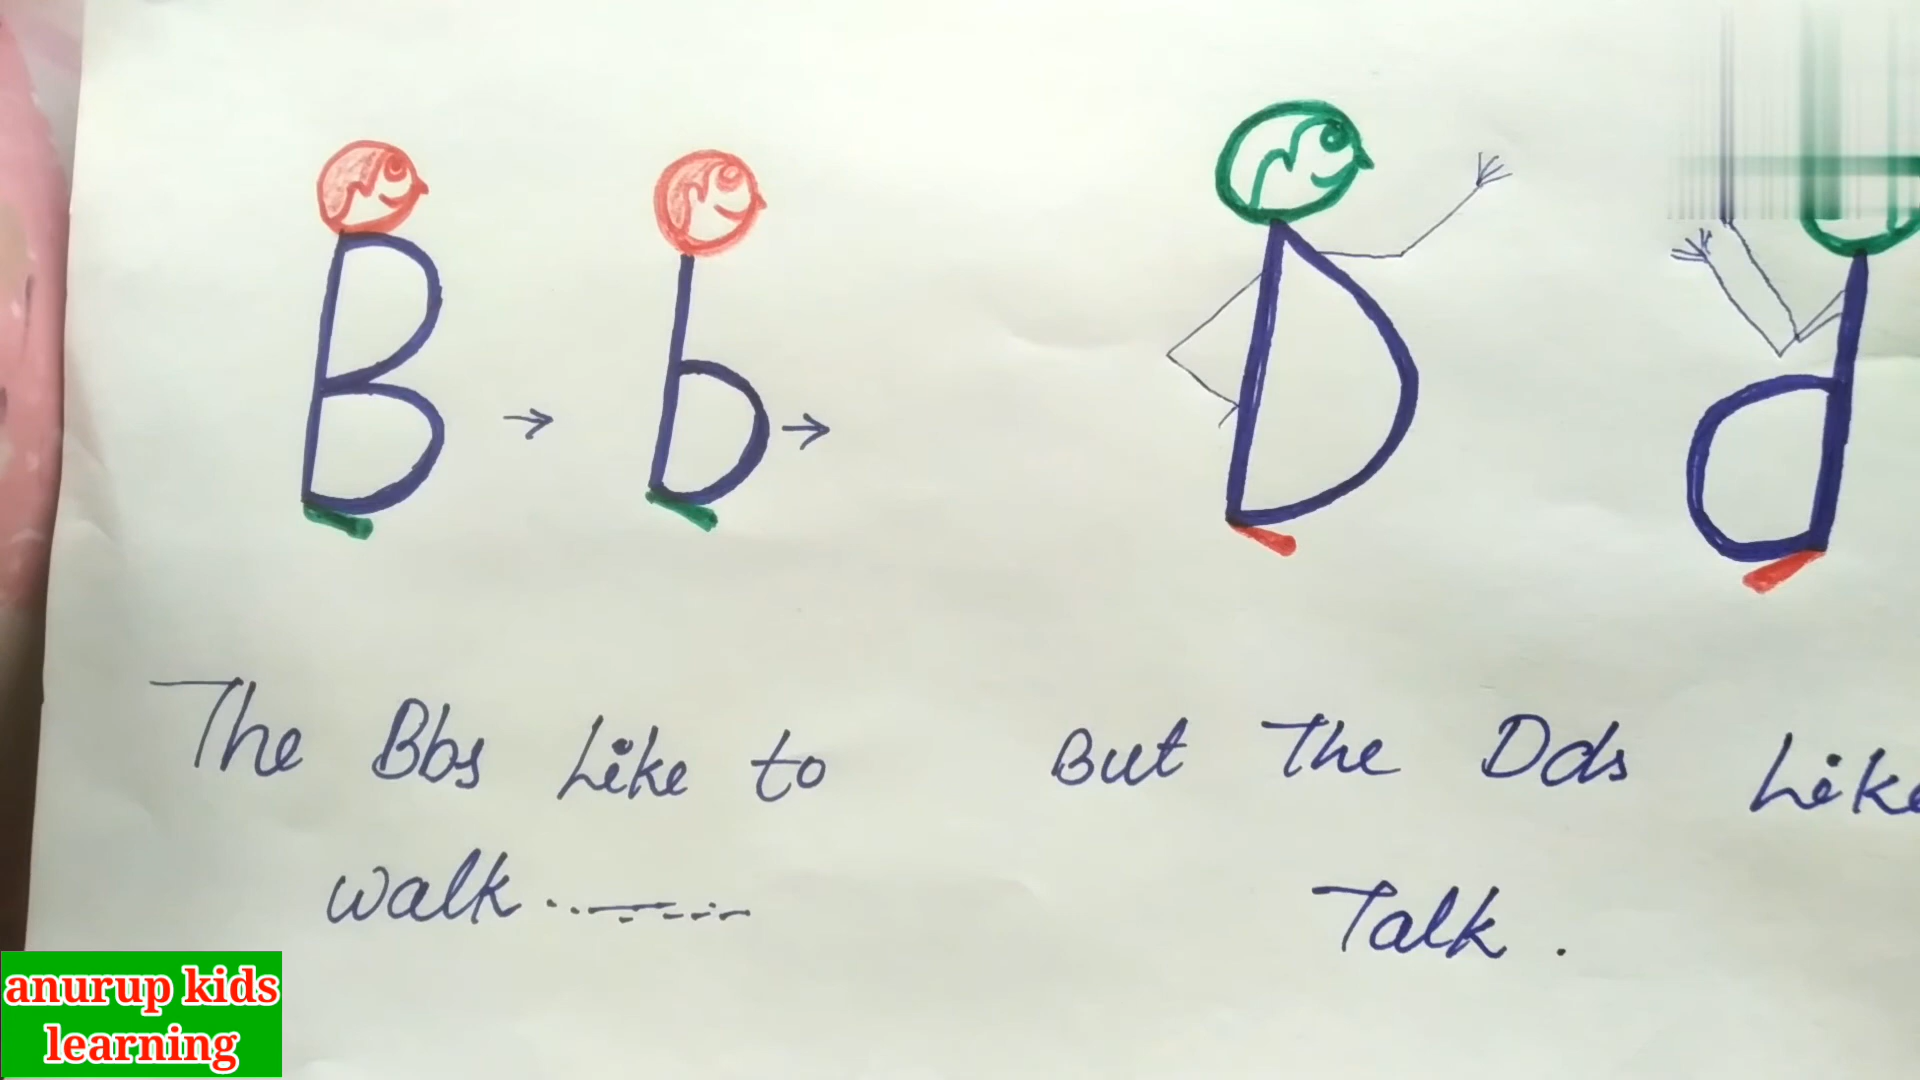 B → b → D d
The Bbs Like to
walk
But The Dds Like
Talk.
anurup kids
learning